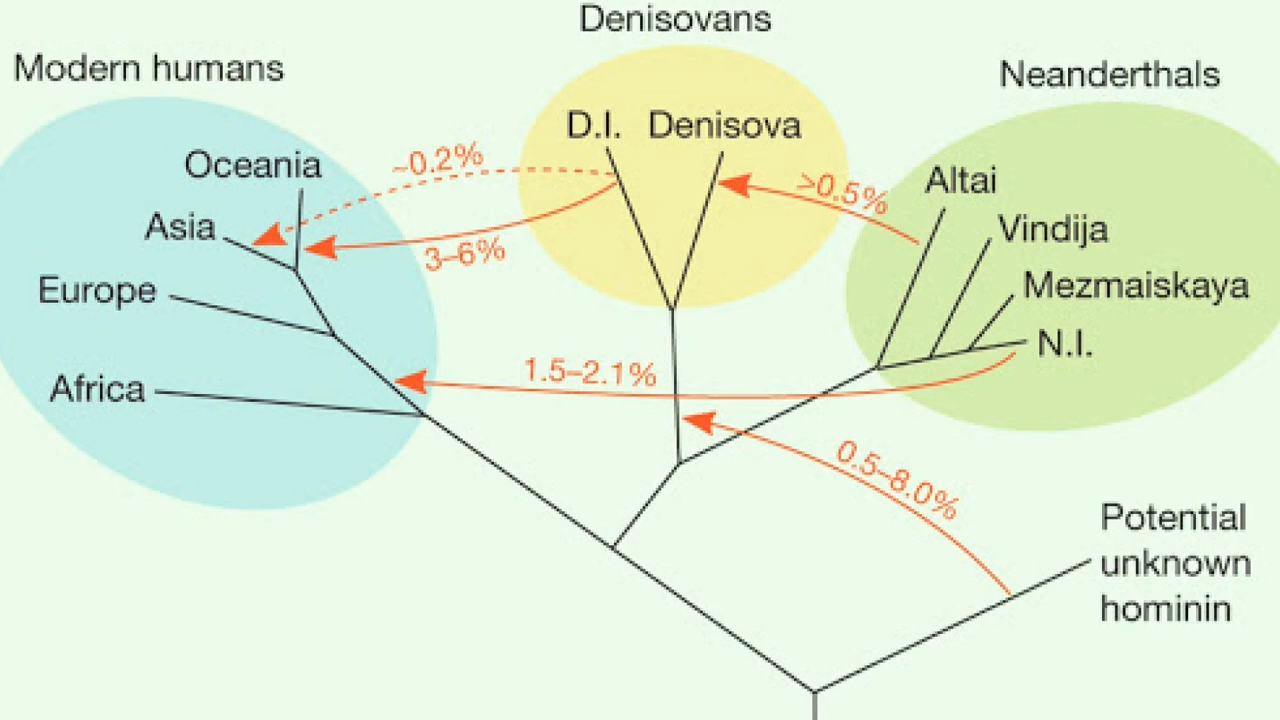 Denisovans
Modern humans
Neanderthals
D.I.
Denisova
Oceania
~0.2%
>0.5%
Altai
Asia
3–6%
Vindija
Europe
Mezmaiskaya
N.I.
Africa
1.5–2.1%
0.5–8.0%
Potential
unknown
hominin